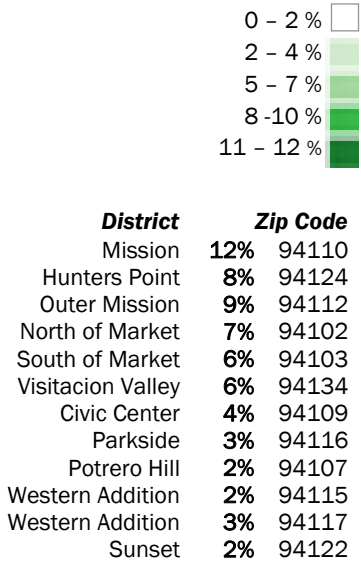 0 – 2 %
2 – 4 %
5 – 7 %
8 -10 %
11 – 12 %
District Zip Code
Mission 12% 94110
Hunters Point 8% 94124
Outer Mission 9% 94112
North of Market 7% 94102
South of Market 6% 94103
Visitacion Valley 6% 94134
Civic Center 4% 94109
Parkside 3% 94116
Potrero Hill 2% 94107
Western Addition 2% 94115
Western Addition 3% 94117
Sunset 2% 94122